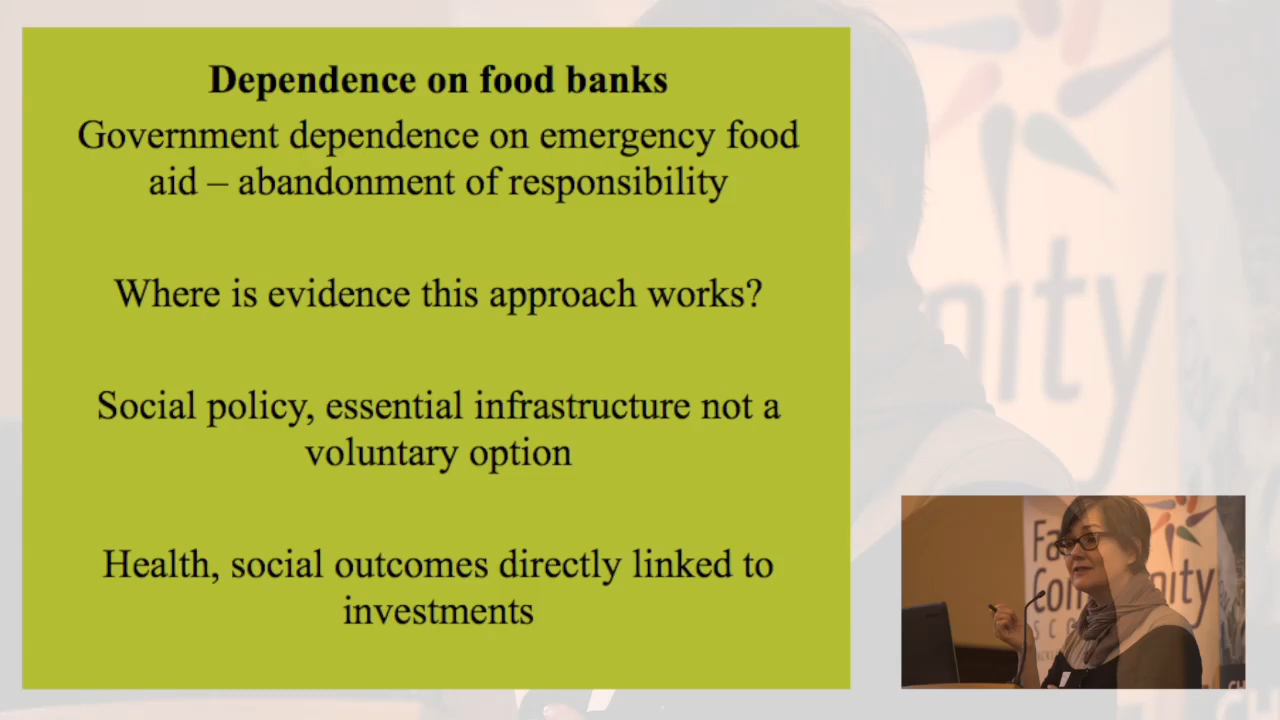 Dependence on food banks
Government dependence on emergency food
aid – abandonment of responsibility
Where is evidence this approach works?
Social policy, essential infrastructure not a
voluntary option
Health, social outcomes directly linked to
investments